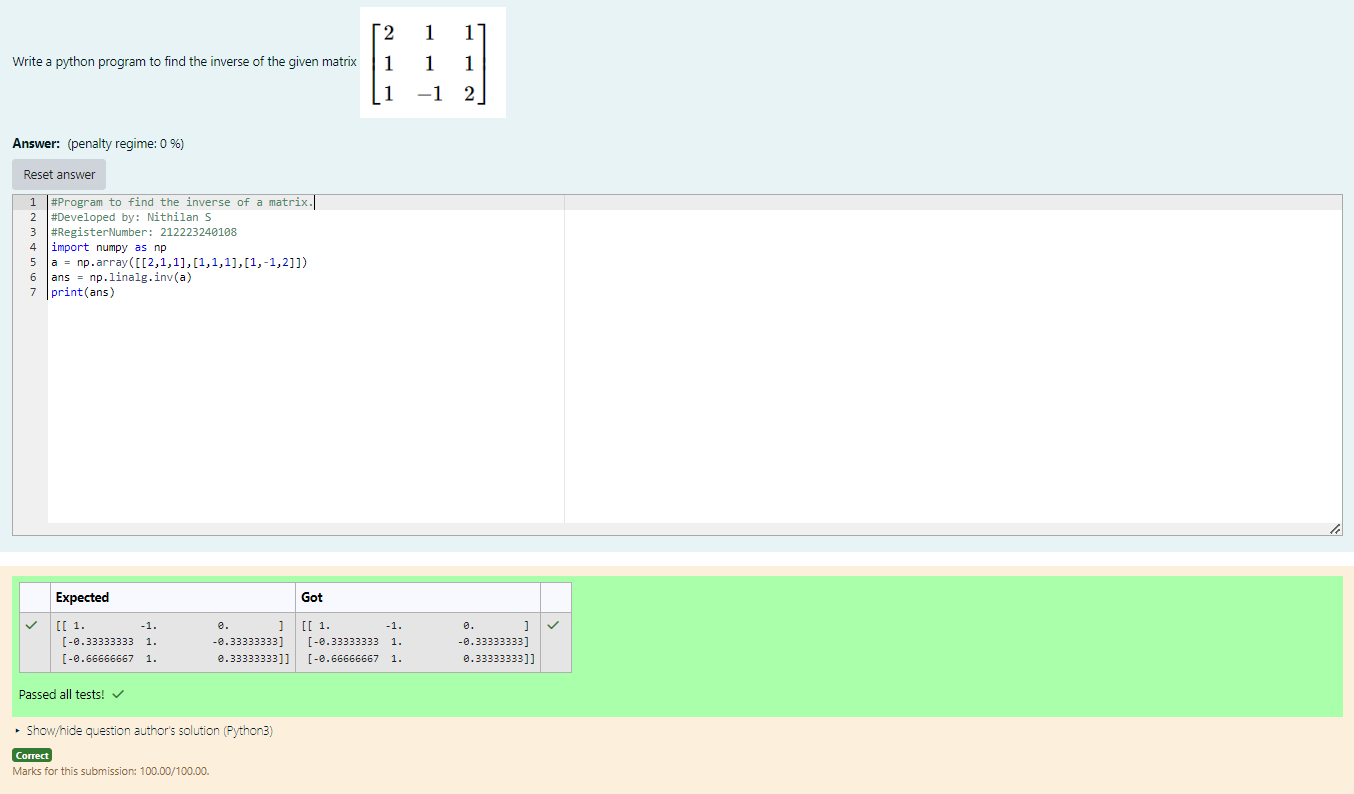 Write a python program to find the inverse of the given matrix
2 1 1
1 1 1
1 −1 2
Answer: (penalty regime: 0 %)
Reset answer
1 #Program to find the inverse of a matrix.
2 #Developed by: Nithilan S
3 #RegisterNumber: 212223240108
4 import numpy as np
5 a = np.array([[2,1,1],[1,1,1],[1,-1,2]])
6 ans = np.linalg.inv(a)
7 print(ans)
Expected Got
[[ 1. -1. 0. ] [[ 1. -1. 0. ]
[-0.33333333 1. -0.33333333] [-0.33333333 1. -0.33333333]
[-0.66666667 1. 0.33333333]] [-0.66666667 1. 0.33333333]]
Passed all tests!
Show/hide question author's solution (Python3)
Correct
Marks for this submission: 100.00/100.00.